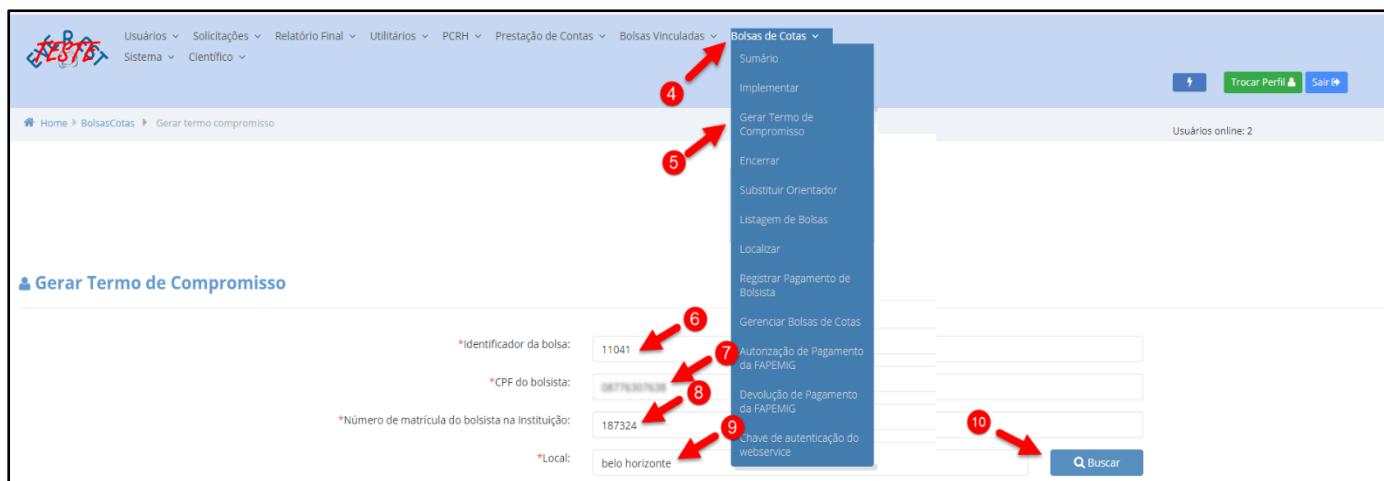 EVEREST
TESTE
Usuários Solicitações Relatório Final Utilitários PCRH Prestação de Contas Bolsas Vinculadas Bolsas de Cotas
Sistema Científico
4
Sumário
Implementar
Trocar Perfil Sair
Home BolsasCotas Gerar termo compromisso
Gerar Termo de
Compromisso
Usuários online: 2
5
Encerrar
Substituir Orientador
Listagem de Bolsas
Localizar
Gerar Termo de Compromisso
Registrar Pagamento de
Bolsista
Gerenciar Bolsas de Cotas
6
*Identificador da bolsa:
11041
7
Autorização de Pagamento
da FAPEMIG
*CPF do bolsista:
8
Devolução de Pagamento
da FAPEMIG
*Número de matrícula do bolsista na Instituição:
187324
9
10
Chave de autenticação do
webservice
*Local:
belo horizonte
Buscar